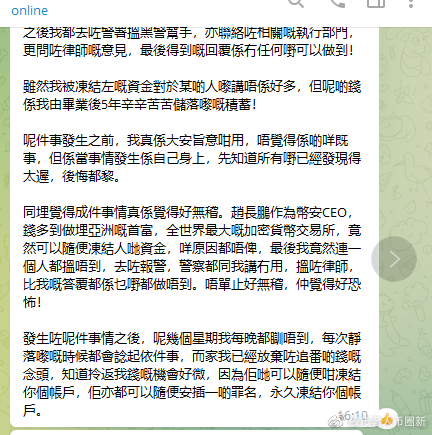 online
之後我都去咗警署搵黑警幫手，亦聯絡咗相關嘅執行部門，
更問咗律師嘅意見，最後得到嘅回覆係冇任何嘢可以做到！
雖然我被凍結左嘅資金對於某啲人嚟講唔係好多，但呢啲錢
係我由畢業後5年辛辛苦苦儲落嚟嘅積蓄！
呢件事發生之前，我真係大安旨意咁用，唔覺得係啲咩既
事，但係當事情發生係自己身上，先知道所有嘢已經發現得
太遲，後悔都黎。
同埋覺得成件事情真係覺得好無稽。趙長鵬作為幣安CEO，
錢多到做埋亞洲嘅首富，全世界最大嘅加密貨幣交易所，竟
然可以隨便凍結人哋資金，咩原因都唔俾，最後我竟然連一
個人都搵唔到，去咗報警，警察都同我講冇用，搵咗律師，
比我嘅答覆都係乜嘢都做唔到。唔單止好無稽，仲覺得好恐
怖！
發生咗呢件事情之後，呢幾個星期我每晚都瞓唔到，每次靜
落嚟嘅時候都會諗起依件事，而家我已經放棄咗追番啲錢嘅
念頭，知道拎返我錢嘅機會好微，因為佢哋可以隨便咁凍結
你個帳戶，佢亦都可以隨便安插一啲罪名，永久凍結你個帳
戶。
16:10
币圈新